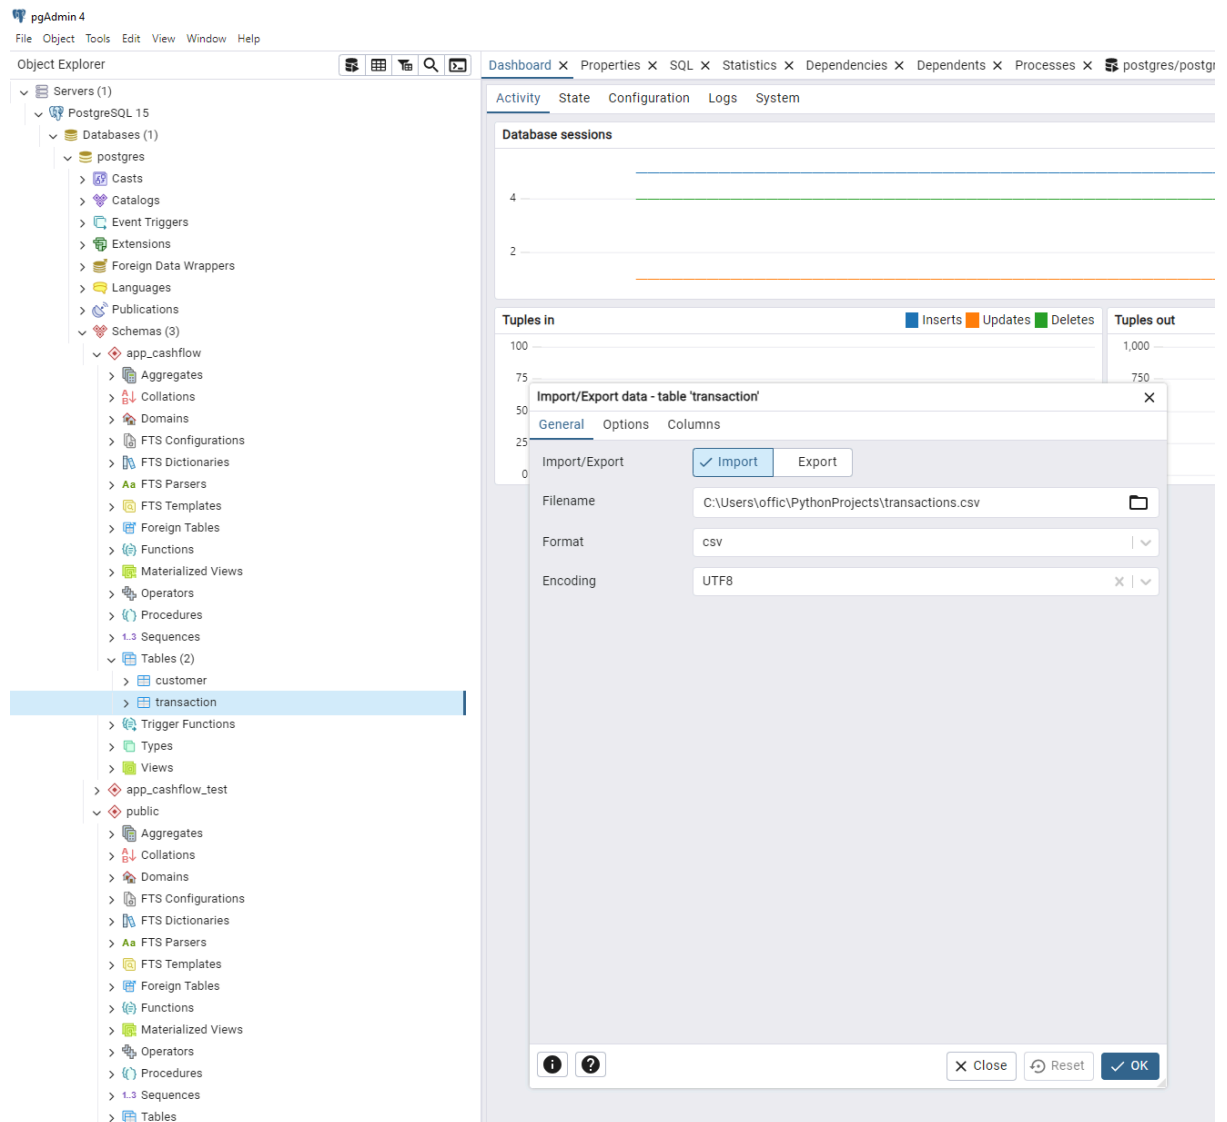 pgAdmin 4
File Object Tools Edit View Window Help
Object Explorer
Servers (1)
PostgreSQL 15
Databases (1)
postgres
Casts
Catalogs
Event Triggers
Extensions
Foreign Data Wrappers
Languages
Publications
Schemas (3)
app_cashflow
Aggregates
Collations
Domains
FTS Configurations
FTS Dictionaries
Aa FTS Parsers
FTS Templates
Foreign Tables
Functions
Materialized Views
Operators
Procedures
1..3 Sequences
Tables (2)
customer
transaction
Trigger Functions
Types
Views
app_cashflow_test
public
Aggregates
Collations
Domains
FTS Configurations
FTS Dictionaries
Aa FTS Parsers
FTS Templates
Foreign Tables
Functions
Materialized Views
Operators
Procedures
1..3 Sequences
Tables
Dashboard Properties SQL Statistics Dependencies Dependents Processes postgres/postgr
Activity State Configuration Logs System
Database sessions
4
2
Tuples in Inserts Updates Deletes
100
75
50
25
0
Tuples out
1,000
750
Import/Export data - table 'transaction'
General Options Columns
Import/Export Import Export
Filename C:\Users\offic\PythonProjects\transactions.csv
Format csv
Encoding UTF8
Close Reset OK